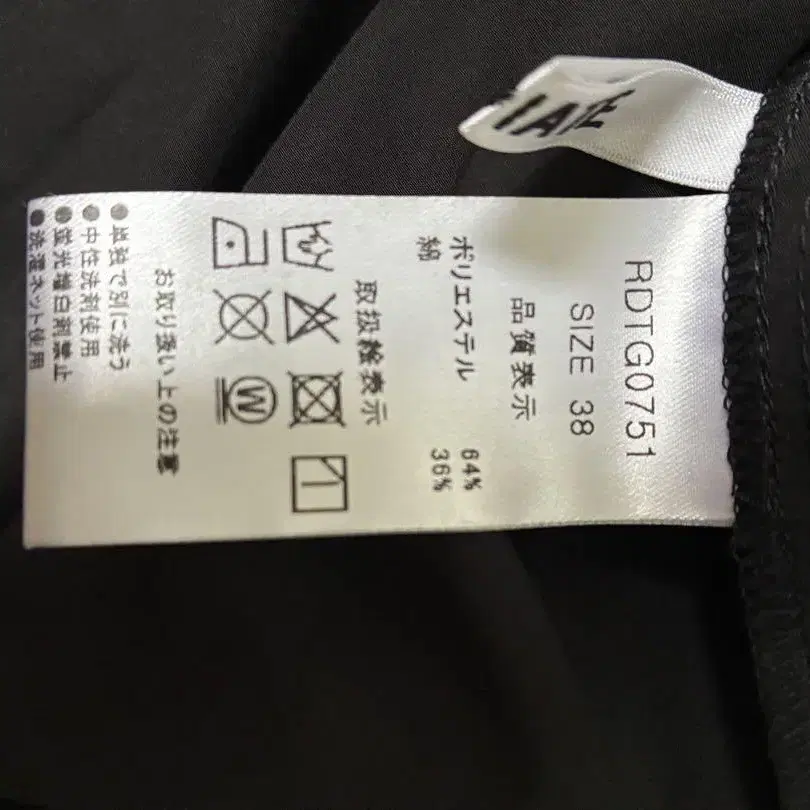 RDTG0751
SIZE 38
品質表示
ポリエステル 64%
綿 36%
取扱絵表示
W
お取り扱い上の注意
●単独で別に洗う
●中性洗剤使用
●蛍光増白剤禁止
●洗濯ネット使用